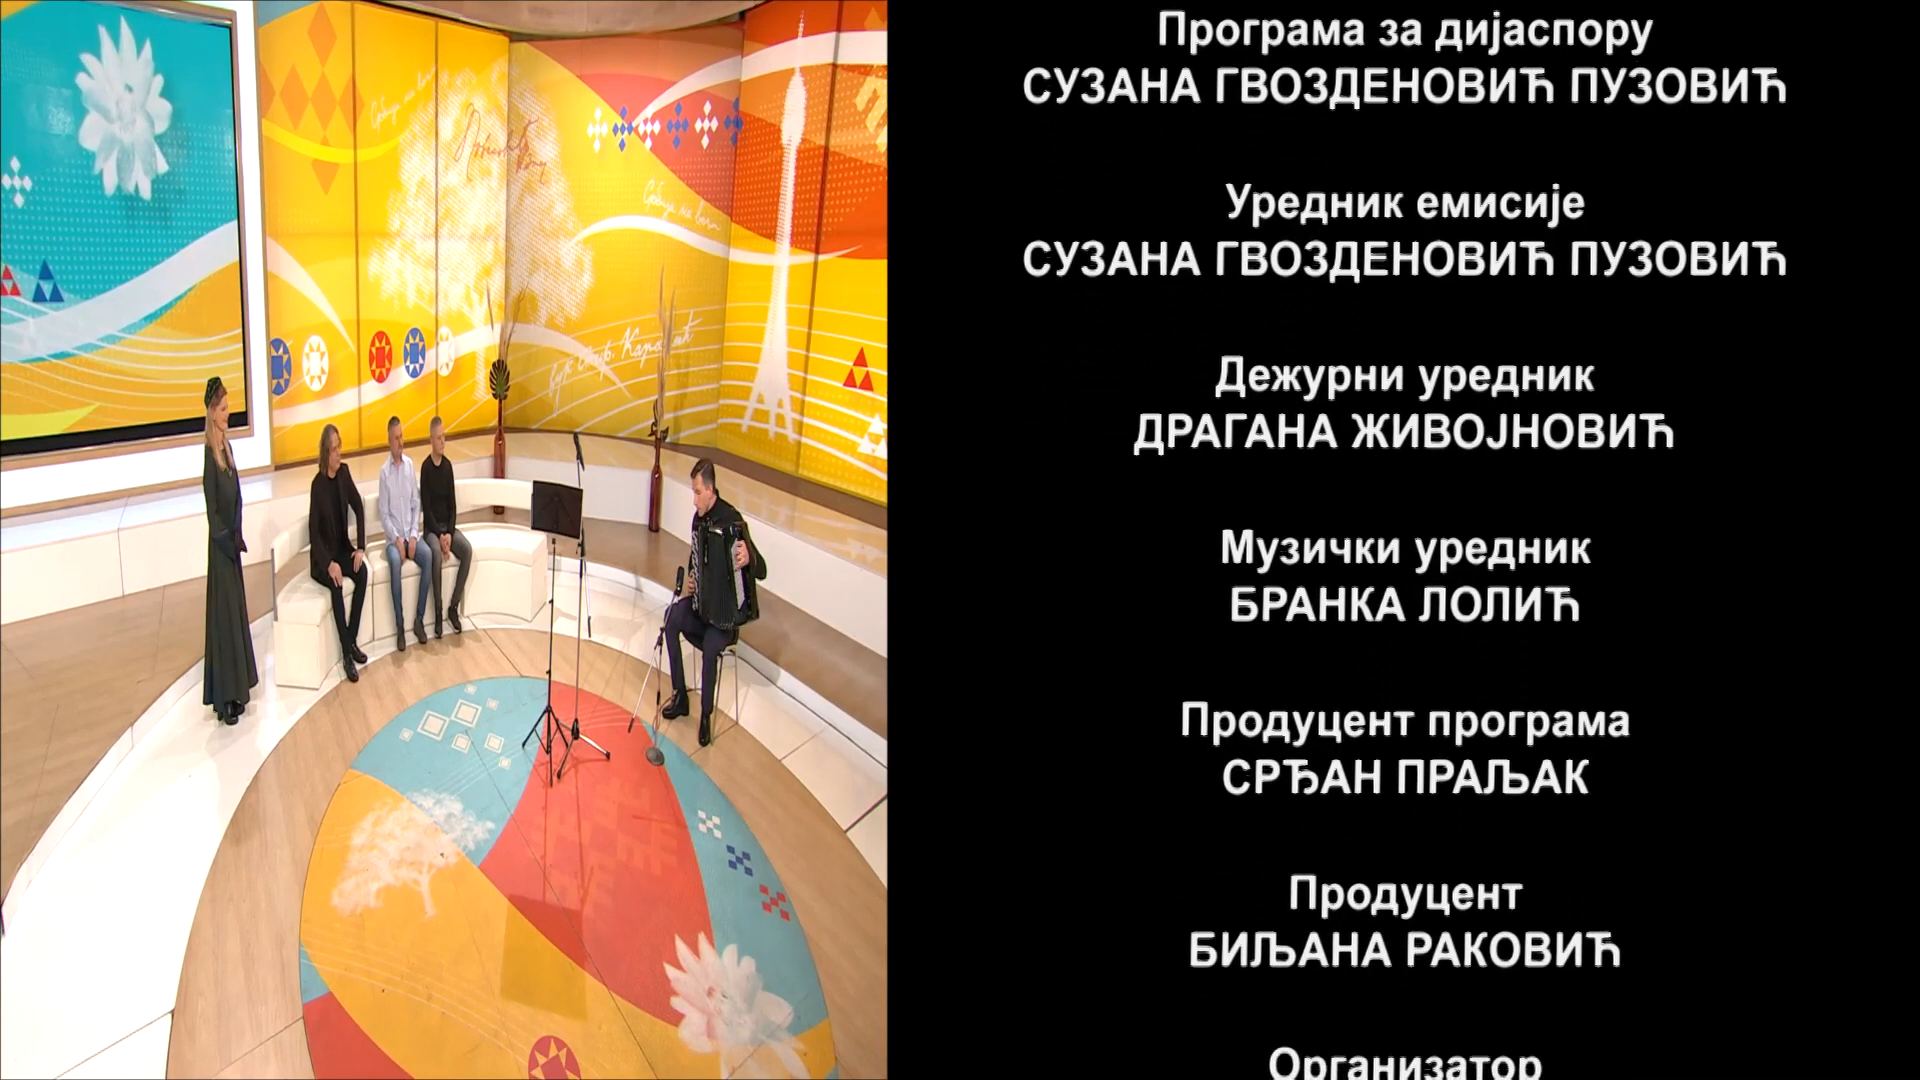 Програма за дијаспору
СУЗАНА ГВОЗДЕНОВИЋ ПУЗОВИЋ
Уредник емисије
СУЗАНА ГВОЗДЕНОВИЋ ПУЗОВИЋ
Дежурни уредник
ДРАГАНА ЖИВОЈНОВИЋ
Музички уредник
БРАНКА ЛОЛИЋ
Продуцент програма
СРЂАН ПРАЉАК
Продуцент
БИЉАНА РАКОВИЋ
Организатор